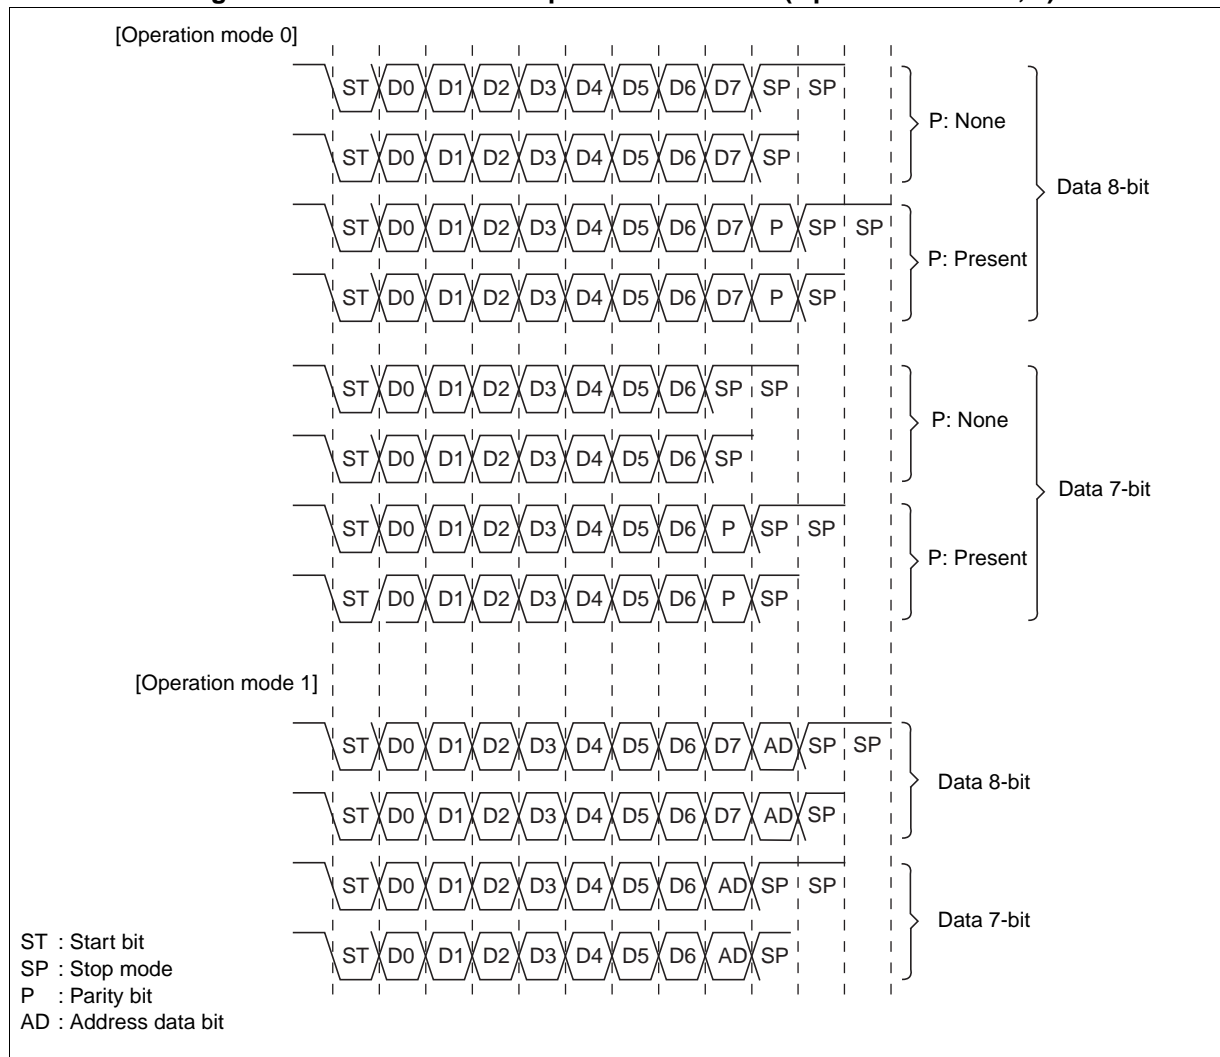 [Operation mode 0]
ST D0 D1 D2 D3 D4 D5 D6 D7 SP SP
P: None
ST D0 D1 D2 D3 D4 D5 D6 D7 SP
Data 8-bit
ST D0 D1 D2 D3 D4 D5 D6 D7 P SP SP
P: Present
ST D0 D1 D2 D3 D4 D5 D6 D7 P SP
ST D0 D1 D2 D3 D4 D5 D6 SP SP
P: None
ST D0 D1 D2 D3 D4 D5 D6 SP
Data 7-bit
ST D0 D1 D2 D3 D4 D5 D6 P SP SP
P: Present
ST D0 D1 D2 D3 D4 D5 D6 P SP
[Operation mode 1]
ST D0 D1 D2 D3 D4 D5 D6 D7 AD SP SP
Data 8-bit
ST D0 D1 D2 D3 D4 D5 D6 D7 AD SP
ST D0 D1 D2 D3 D4 D5 D6 AD SP SP
Data 7-bit
ST D0 D1 D2 D3 D4 D5 D6 AD SP
ST : Start bit
SP : Stop mode
P : Parity bit
AD : Address data bit